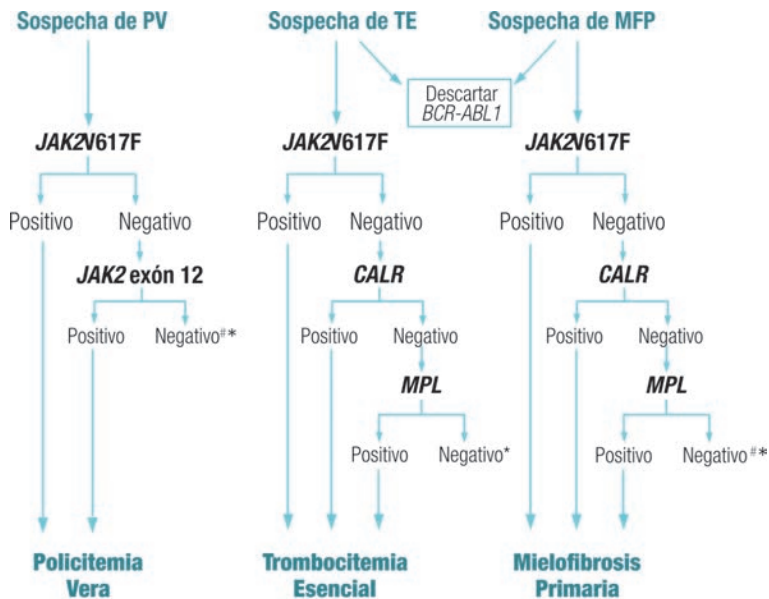 Sospecha de PV
Sospecha de TE
Sospecha de MFP
Descartar
BCR-ABL1
JAK2V617F
JAK2V617F
JAK2V617F
Positivo
Negativo
Positivo
Negativo
Positivo
Negativo
JAK2 exón 12
CALR
CALR
Positivo
Negativo#*
Positivo
Negativo
Positivo
Negativo
MPL
MPL
Positivo
Negativo*
Positivo
Negativo#*
Policitemia
Vera
Trombocitemia
Esencial
Mielofibrosis
Primaria